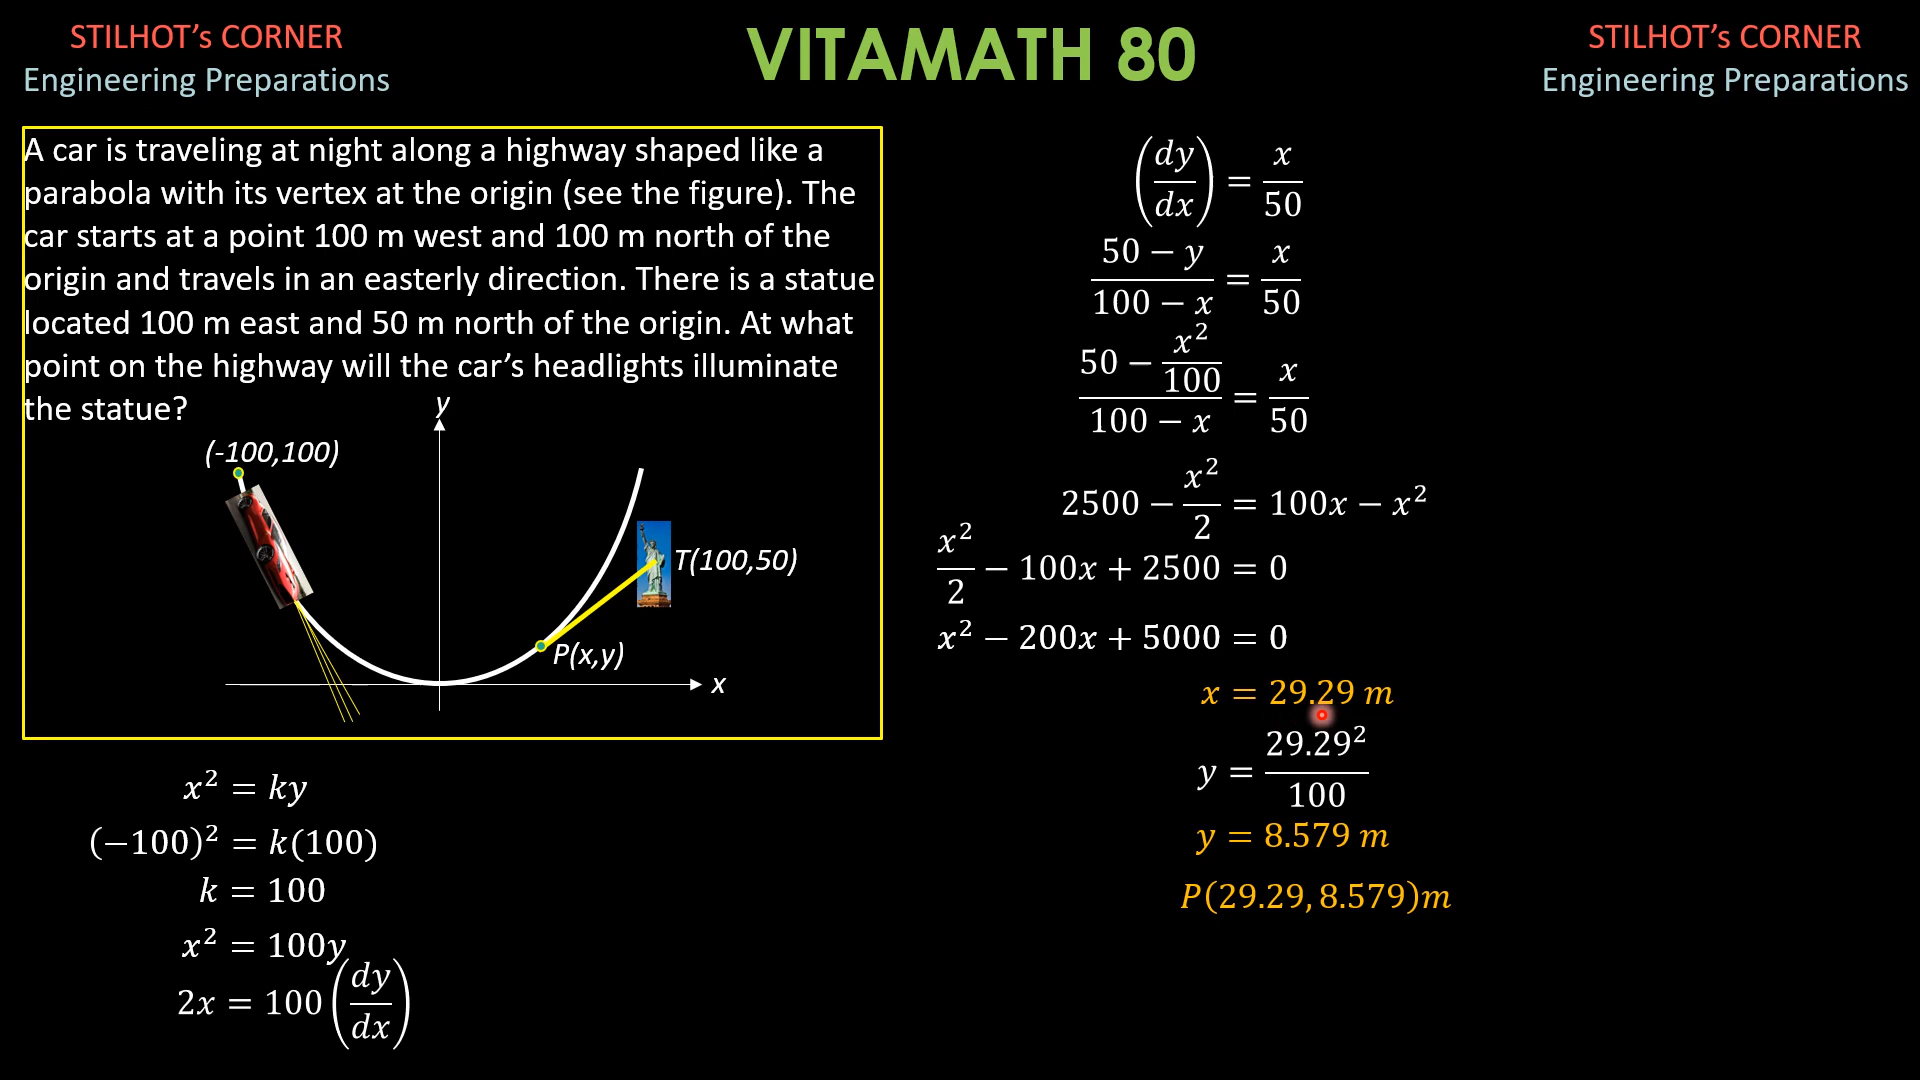 STILHOT's CORNER
Engineering Preparations
VITAMATH 80
STILHOT's CORNER
Engineering Preparations
A car is traveling at night along a highway shaped like a
parabola with its vertex at the origin (see the figure). The
car starts at a point 100 m west and 100 m north of the
origin and travels in an easterly direction. There is a statue
located 100 m east and 50 m north of the origin. At what
point on the highway will the car's headlights illuminate
the statue?
y
(-100,100)
T(100,50)
P(x,y)
x
x² = ky
(−100)² = k(100)
k = 100
x² = 100y
2x = 100(dy/dx)
(dy/dx) = x/50
(50 − y)/(100 − x) = x/50
(50 − x²/100)/(100 − x) = x/50
2500 − x²/2 = 100x − x²
x²/2 − 100x + 2500 = 0
x² − 200x + 5000 = 0
x = 29.29 m
y = 29.29²/100
y = 8.579 m
P(29.29, 8.579)m